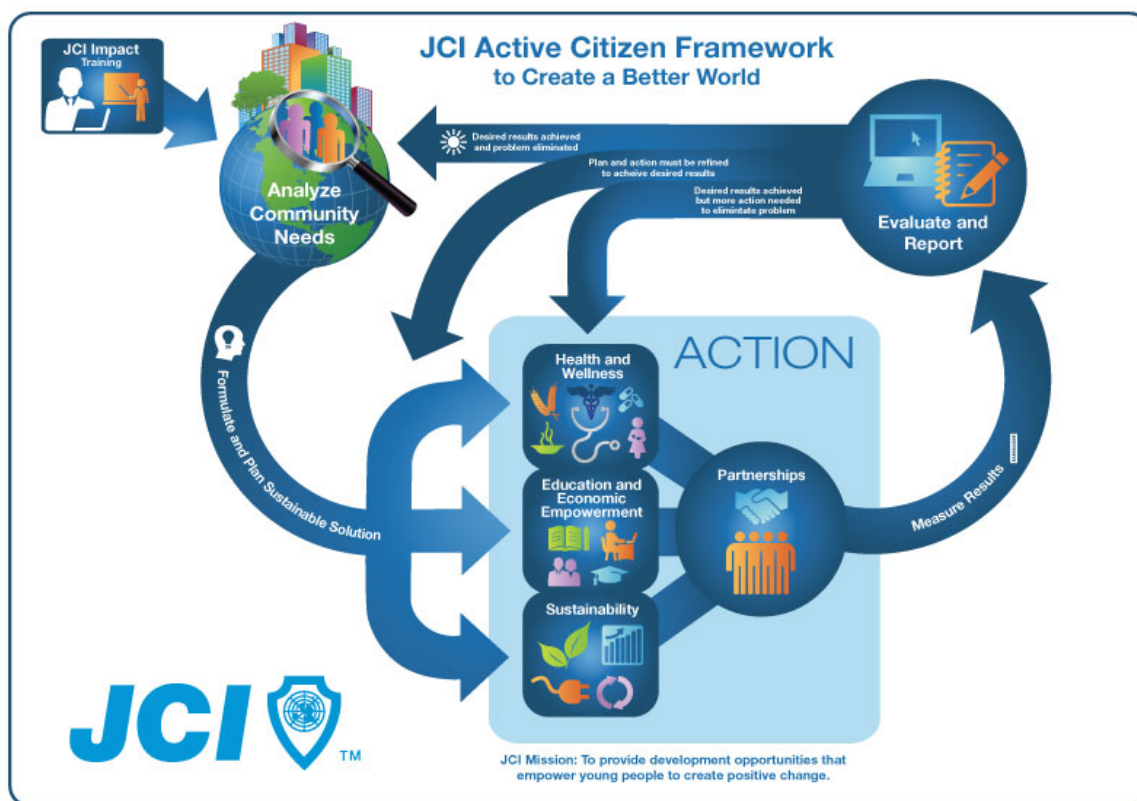 JCI Impact
Training
JCI Active Citizen Framework
to Create a Better World
Analyze
Community
Needs
Desired results achieved
and problem eliminated
Plan and action must be refined
to acheive desired results
Desired results achieved
but more action needed
to elimintate problem
Evaluate and
Report
Formulate and Plan Sustainable Solution
ACTION
Health and
Wellness
Education and
Economic
Empowerment
Sustainability
Partnerships
Measure Results
JCI
TM
JCI Mission: To provide development opportunities that
empower young people to create positive change.